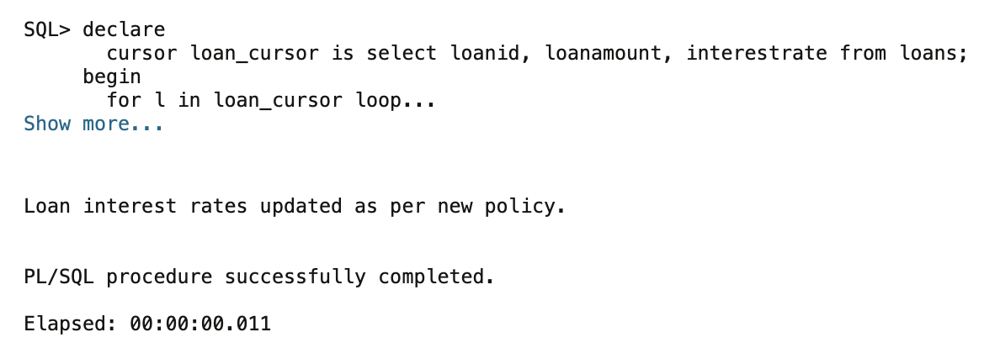 SQL> declare
cursor loan_cursor is select loanid, loanamount, interestrate from loans;
begin
for l in loan_cursor loop...
Show more...
Loan interest rates updated as per new policy.
PL/SQL procedure successfully completed.
Elapsed: 00:00:00.011